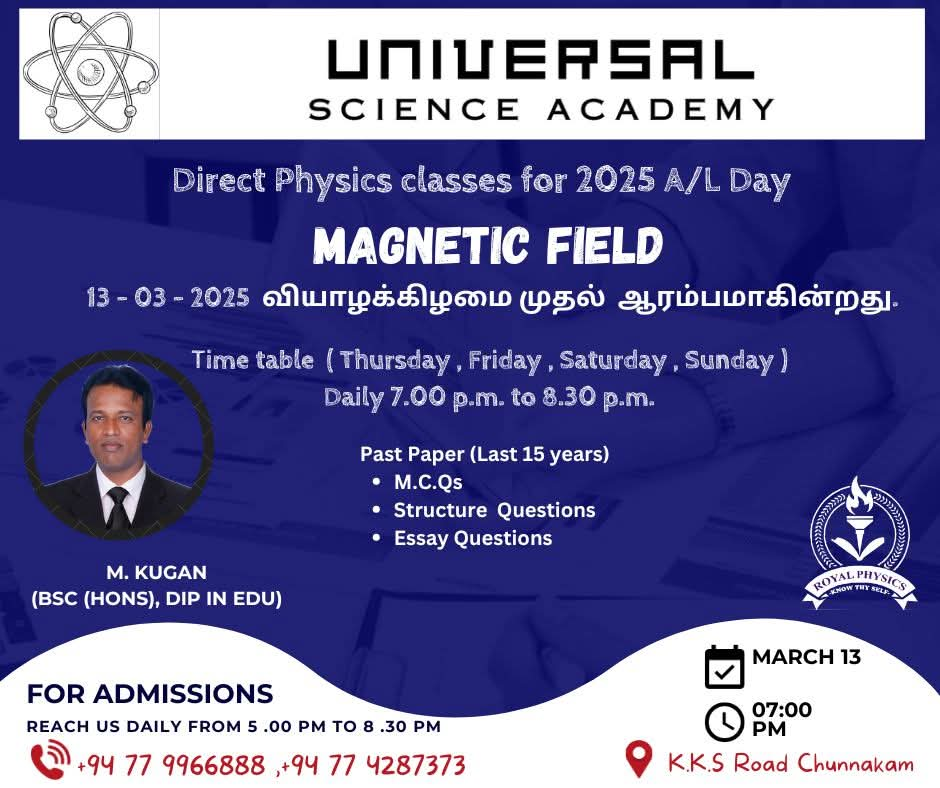 UNIVERSAL
SCIENCE ACADEMY
Direct Physics classes for 2025 A/L Day
MAGNETIC FIELD
13 - 03 - 2025 வியாழக்கிழமை முதல் ஆரம்பமாகின்றது.
Time table ( Thursday , Friday , Saturday , Sunday )
Daily 7.00 p.m. to 8.30 p.m.
Past Paper (Last 15 years)
• M.C.Qs
• Structure Questions
• Essay Questions
M. KUGAN
(BSC (HONS), DIP IN EDU)
ROYAL PHYSICS
-KNOW THY SELF-
FOR ADMISSIONS
REACH US DAILY FROM 5 .00 PM TO 8 .30 PM
+94 77 9966888 ,+94 77 4287373
MARCH 13
07:00
PM
K.K.S Road Chunnakam